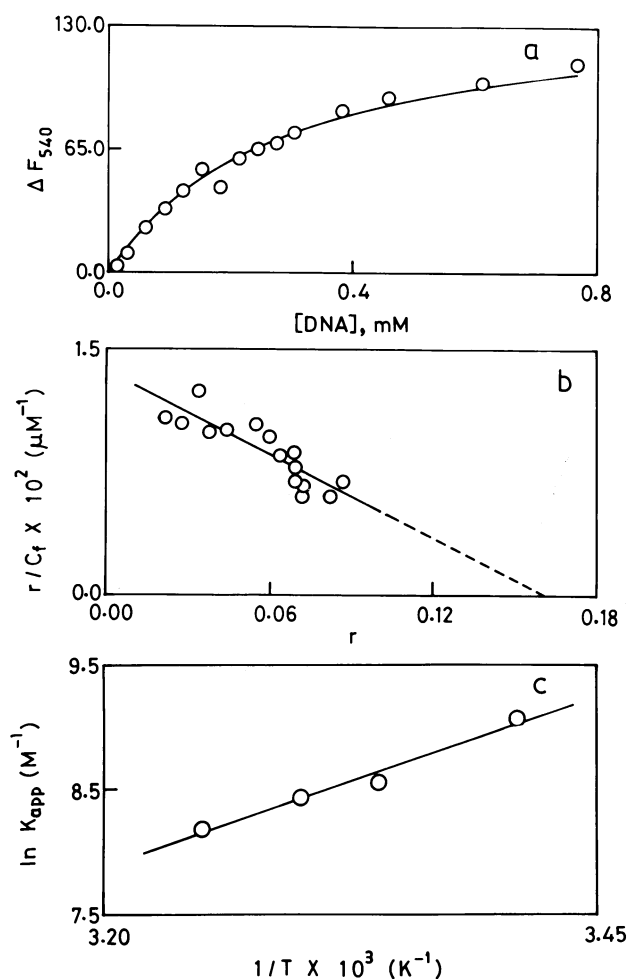 130.0
a
65.0
Δ F540
0.0
0.0 0.4 0.8
[DNA], mM
1.5
b
r/Cf X 10² (μM⁻¹)
0.0
0.00 0.06 0.12 0.18
r
9.5
c
8.5
ln Kapp (M⁻¹)
7.5
3.20 3.45
1/T X 10³ (K⁻¹)